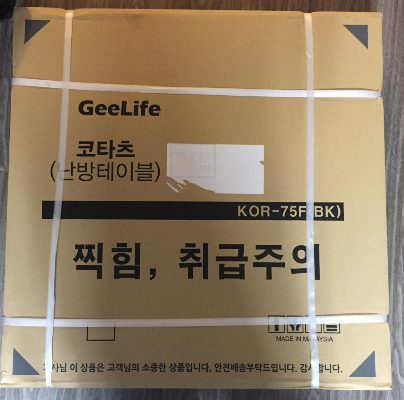 GeeLife
코타츠
(난방테이블)
KOR-75F(BK)
찍힘, 취급주의
MADE IN MALAYSIA
이 상품은 고객님의 소중한 상품입니다, 안전배송부탁드립니다. 감사합니다.